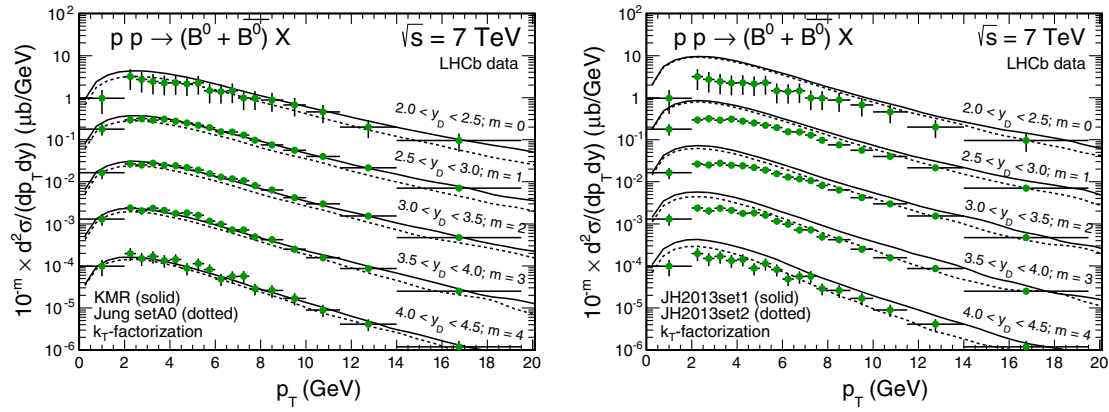 p p → (B⁰ + B̅⁰) X √s = 7 TeV
LHCb data
2.0 < y_D < 2.5; m = 0
2.5 < y_D < 3.0; m = 1
3.0 < y_D < 3.5; m = 2
3.5 < y_D < 4.0; m = 3
4.0 < y_D < 4.5; m = 4
KMR (solid)
Jung setA0 (dotted)
k_T-factorization
10^-m × d²σ/(dp_T dy) (μb/GeV)
10²
10
1
10⁻¹
10⁻²
10⁻³
10⁻⁴
10⁻⁵
10⁻⁶
0 2 4 6 8 10 12 14 16 18 20
p_T (GeV)
p p → (B⁰ + B̅⁰) X √s = 7 TeV
LHCb data
2.0 < y_D < 2.5; m = 0
2.5 < y_D < 3.0; m = 1
3.0 < y_D < 3.5; m = 2
3.5 < y_D < 4.0; m = 3
4.0 < y_D < 4.5; m = 4
JH2013set1 (solid)
JH2013set2 (dotted)
k_T-factorization
10^-m × d²σ/(dp_T dy) (μb/GeV)
10²
10
1
10⁻¹
10⁻²
10⁻³
10⁻⁴
10⁻⁵
10⁻⁶
0 2 4 6 8 10 12 14 16 18 20
p_T (GeV)